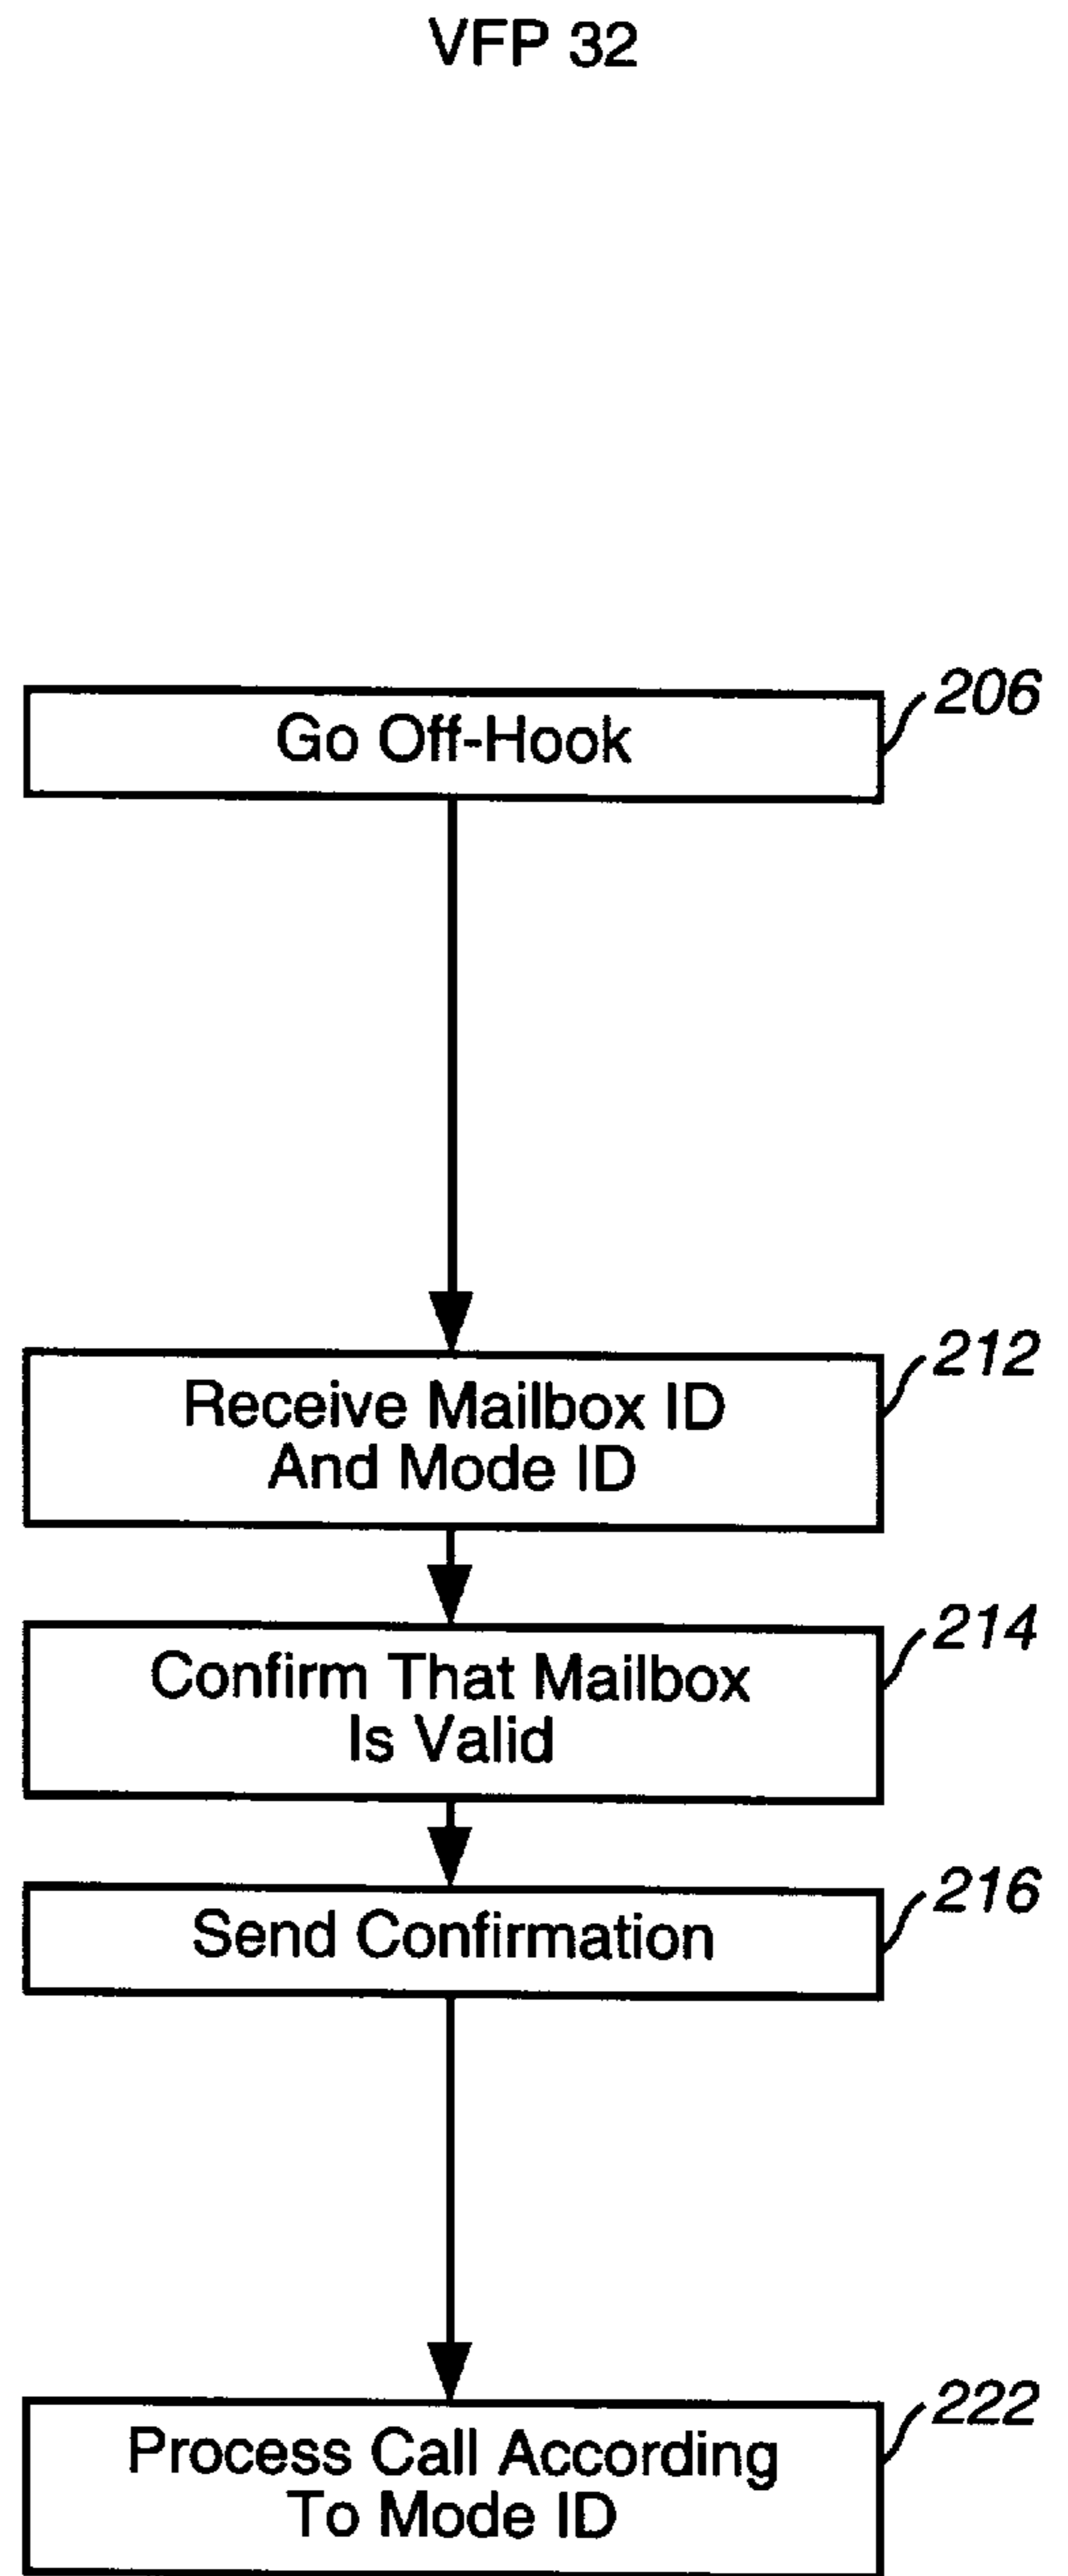 VFP 32
Go Off-Hook
206
Receive Mailbox ID
And Mode ID
212
Confirm That Mailbox
Is Valid
214
Send Confirmation
216
Process Call According
To Mode ID
222